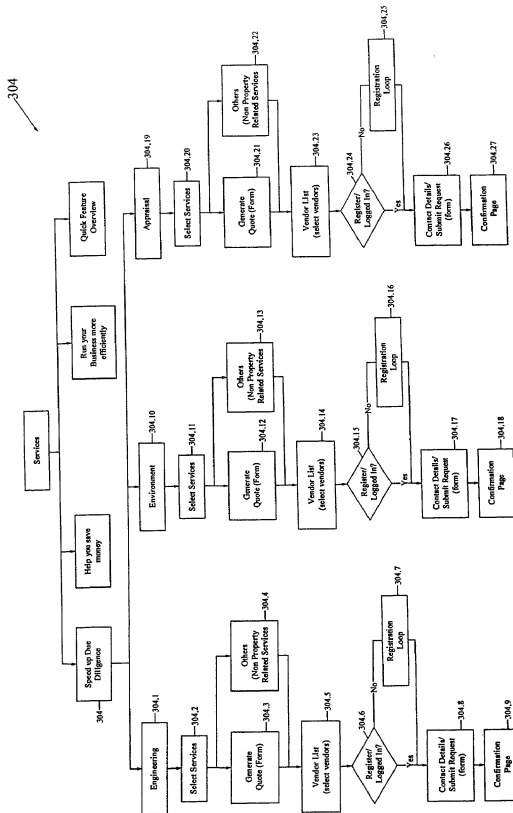 304
Services
Speed up Due
Diligence
304
Help you save
money
Run your
Business more
efficiently
Quick Feature
Overview
Engineering
304.1
Select Services
304.2
Generate
Quote (Form)
304.3
Others
(Non Property
Related Services
304.4
Vendor List
(select vendors)
304.5
Register/
Logged In?
304.6
No
Registration
Loop
304.7
Yes
Contact Details/
Submit Request
(form)
304.8
Confirmation
Page
304.9
Environment
304.10
Select Services
304.11
Generate
Quote (Form)
304.12
Others
(Non Property
Related Services
304.13
Vendor List
(select vendors)
304.14
Register/
Logged In?
304.15
No
Registration
Loop
304.16
Yes
Contact Details/
Submit Request
(form)
304.17
Confirmation
Page
304.18
Appraisal
304.19
Select Services
304.20
Generate
Quote (Form)
304.21
Others
(Non Property
Related Services
304.22
Vendor List
(select vendors)
304.23
Register/
Logged In?
304.24
No
Registration
Loop
304.25
Yes
Contact Details/
Submit Request
(form)
304.26
Confirmation
Page
304.27